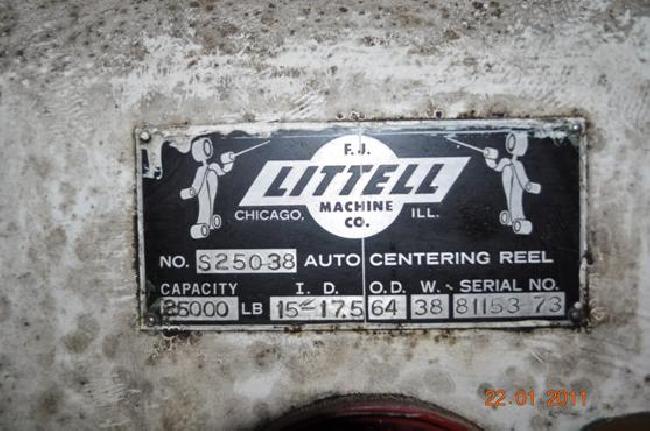 F. J.
LITTELL
CHICAGO, MACHINE ILL.
CO.
NO. S25038 AUTO CENTERING REEL
CAPACITY I. D. O.D. W. SERIAL NO.
25000 LB 15"-17.5 64 38 81153-73
22.01.2011